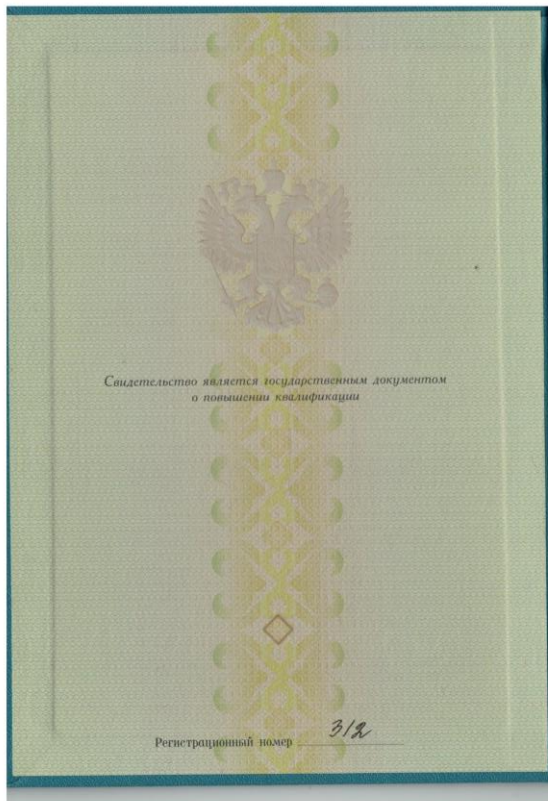 Свидетельство является государственным документом
о повышении квалификации
Регистрационный номер 312